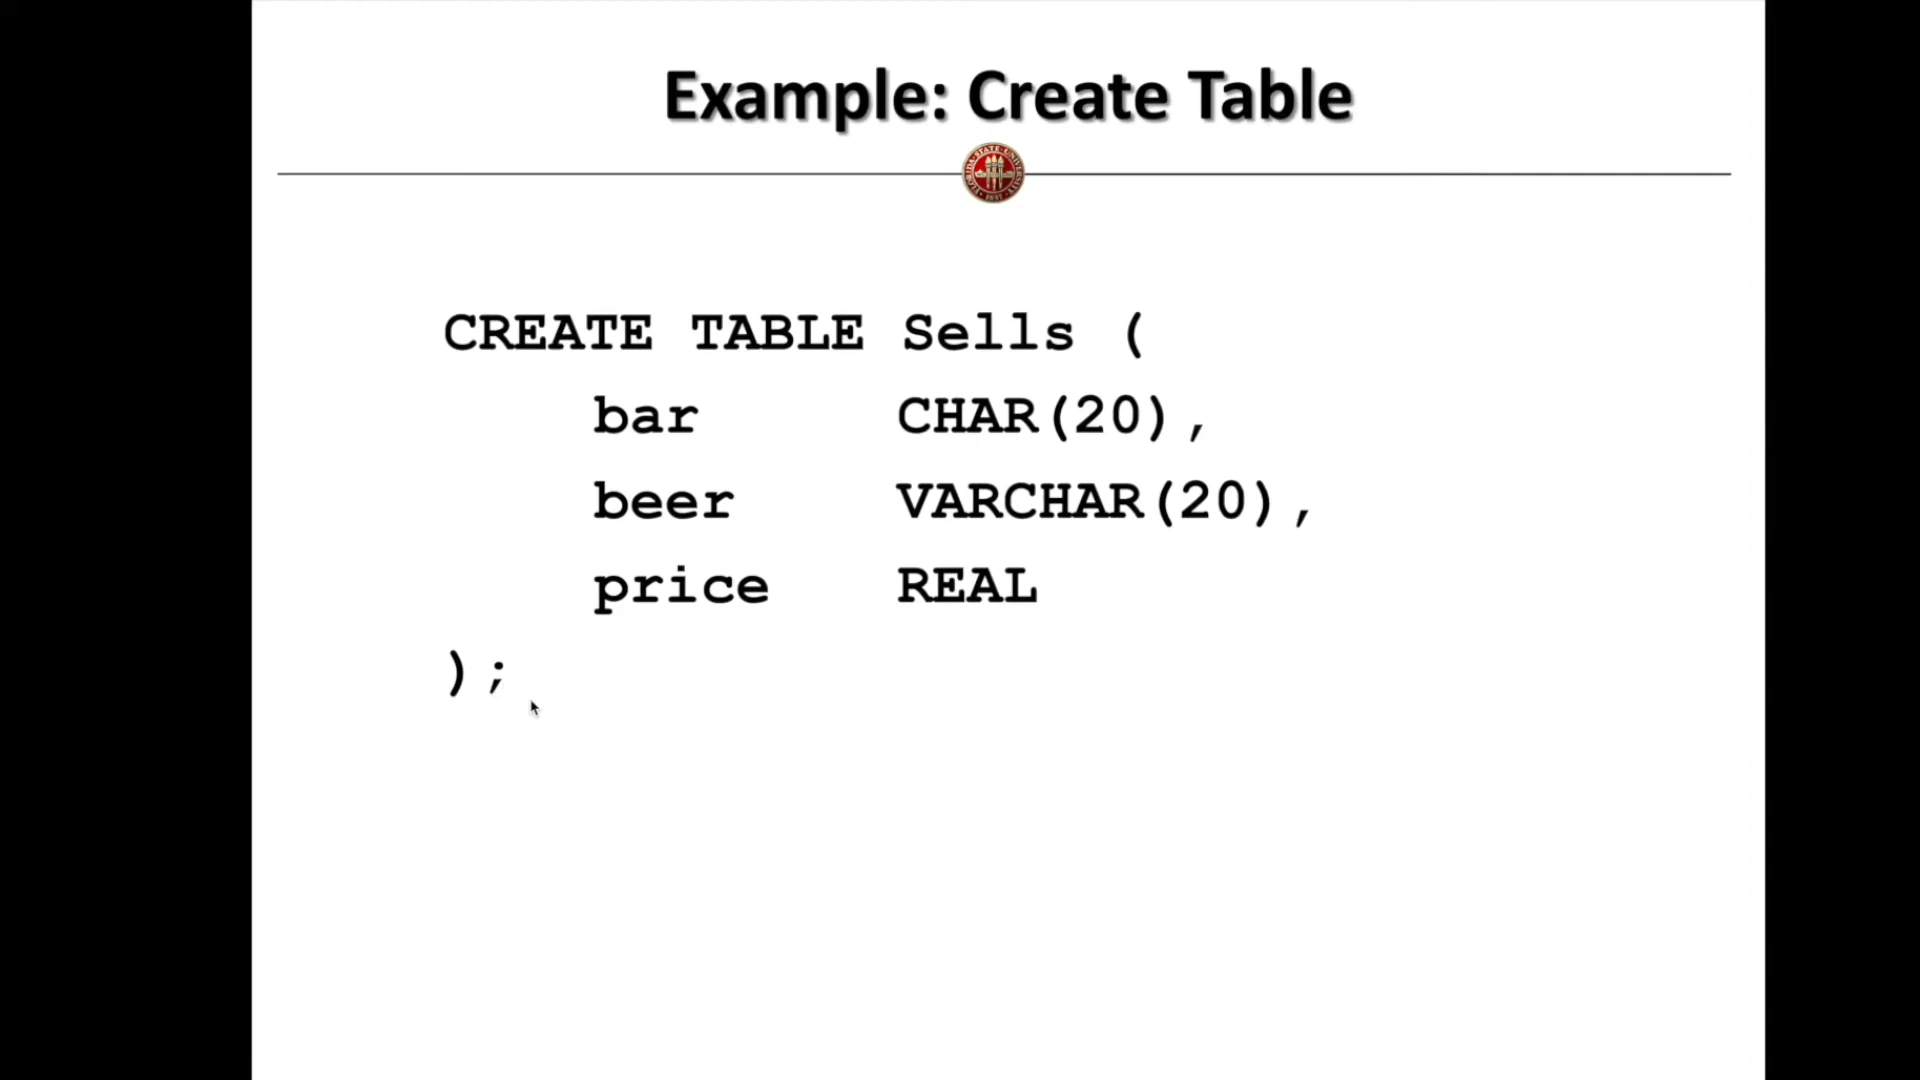 Example: Create Table
CREATE TABLE Sells (
bar CHAR(20),
beer VARCHAR(20),
price REAL
);